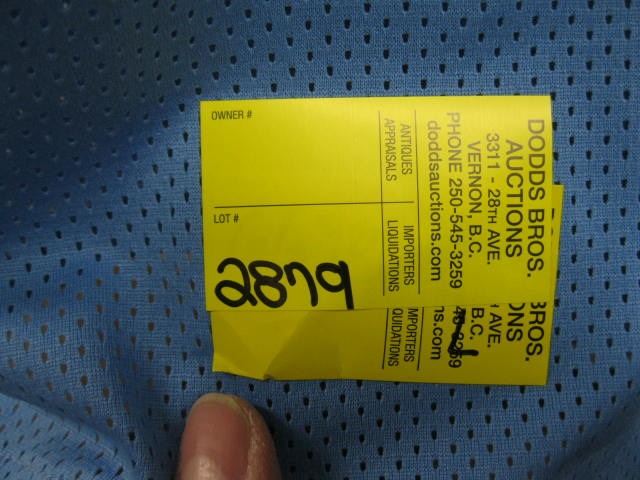 DODDS BROS.
AUCTIONS
3311 - 28TH AVE.
VERNON, B.C.
PHONE 250-545-3259
doddsauctions.com
ANTIQUES
APPRAISALS
IMPORTERS
LIQUIDATIONS
OWNER #
LOT #
2879
BROS.
ONS
AVE.
B.C.
ns.com
MPORTERS
QUIDATIONS